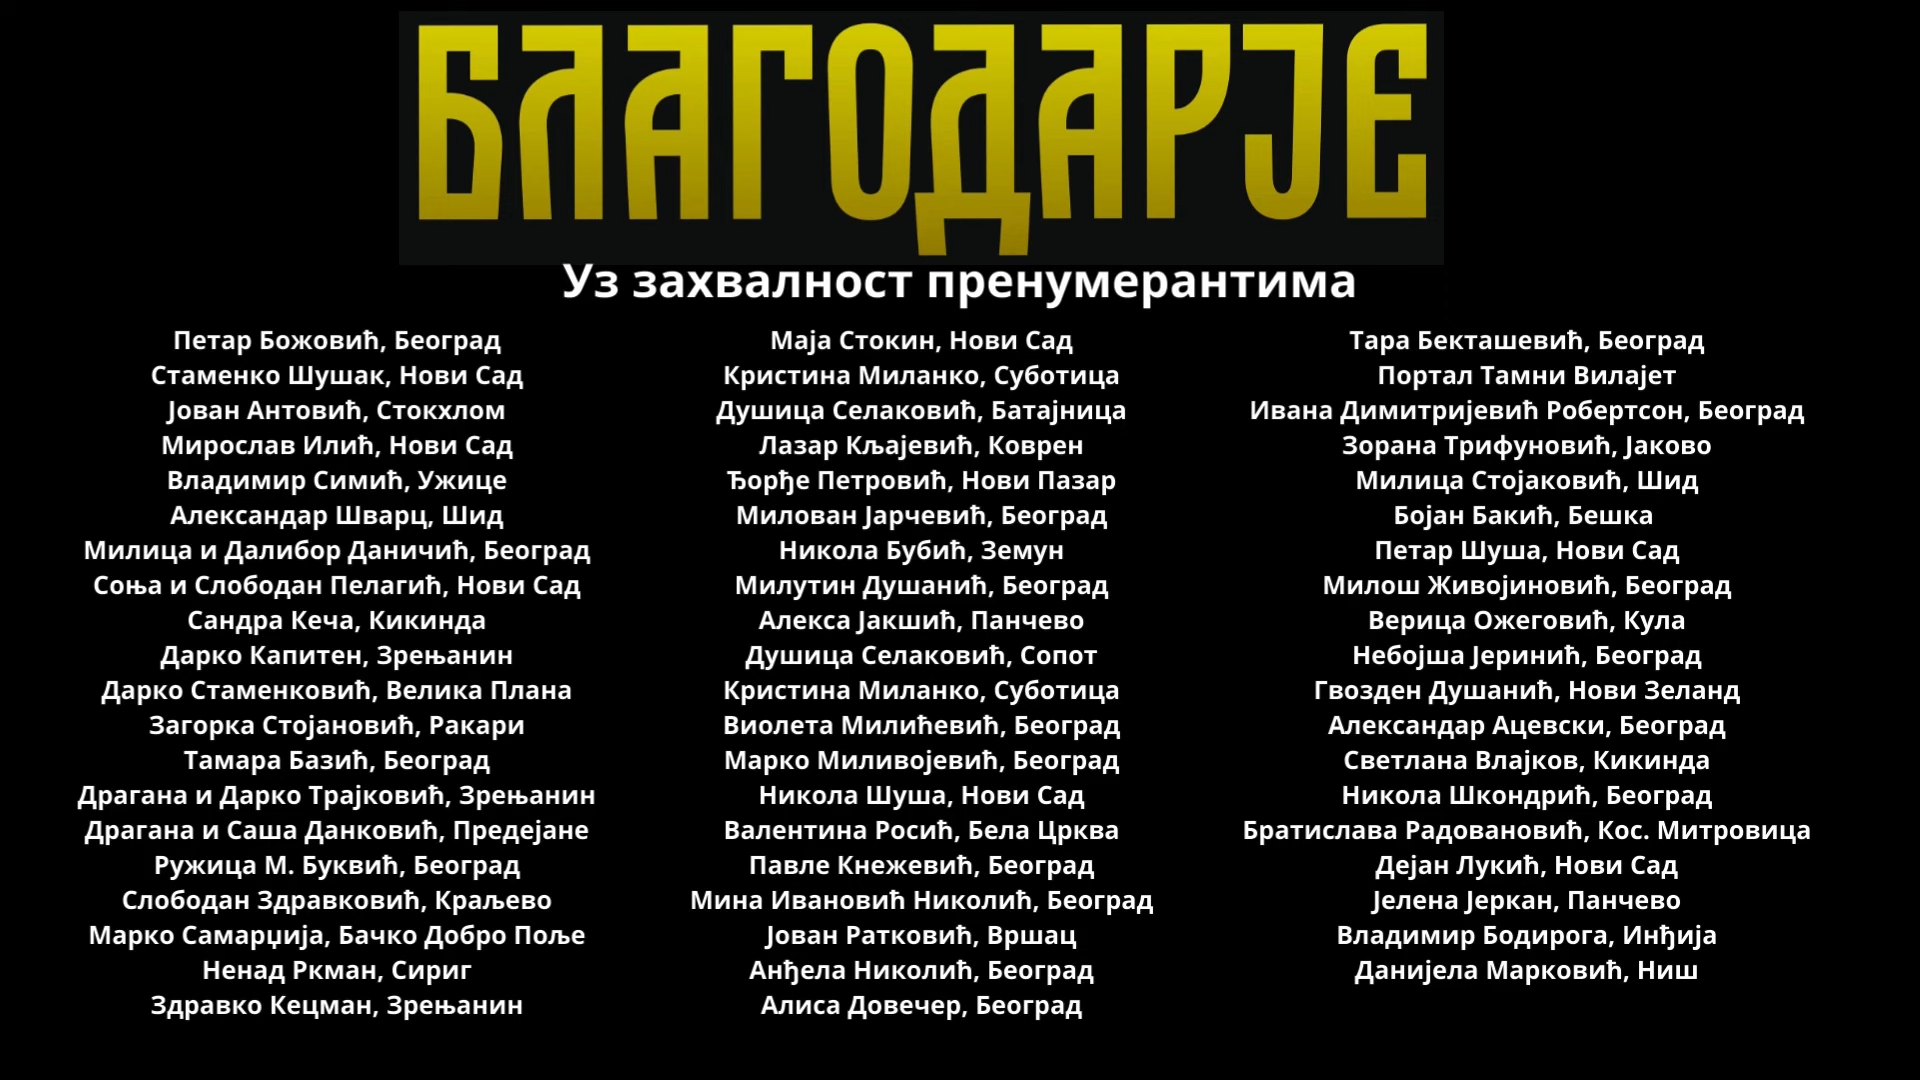 БЛАГОДАРЈЕ
Уз захвалност пренумерантима
Петар Божовић, Београд
Стаменко Шушак, Нови Сад
Јован Антовић, Стокхлом
Мирослав Илић, Нови Сад
Владимир Симић, Ужице
Александар Шварц, Шид
Милица и Далибор Даничић, Београд
Соња и Слободан Пелагић, Нови Сад
Сандра Кеча, Кикинда
Дарко Капитен, Зрењанин
Дарко Стаменковић, Велика Плана
Загорка Стојановић, Ракари
Тамара Базић, Београд
Драгана и Дарко Трајковић, Зрењанин
Драгана и Саша Данковић, Предејане
Ружица М. Буквић, Београд
Слободан Здравковић, Краљево
Марко Самарџија, Бачко Добро Поље
Ненад Ркман, Сириг
Здравко Кецман, Зрењанин
Маја Стокин, Нови Сад
Кристина Миланко, Суботица
Душица Селаковић, Батајница
Лазар Кљајевић, Коврен
Ђорђе Петровић, Нови Пазар
Милован Јарчевић, Београд
Никола Бубић, Земун
Милутин Душанић, Београд
Алекса Јакшић, Панчево
Душица Селаковић, Сопот
Кристина Миланко, Суботица
Виолета Милићевић, Београд
Марко Миливојевић, Београд
Никола Шуша, Нови Сад
Валентина Росић, Бела Црква
Павле Кнежевић, Београд
Мина Ивановић Николић, Београд
Јован Ратковић, Вршац
Анђела Николић, Београд
Алиса Довечер, Београд
Тара Бекташевић, Београд
Портал Тамни Вилајет
Ивана Димитријевић Робертсон, Београд
Зорана Трифуновић, Јаково
Милица Стојаковић, Шид
Бојан Бакић, Бешка
Петар Шуша, Нови Сад
Милош Живојиновић, Београд
Верица Ожеговић, Кула
Небојша Јеринић, Београд
Гвозден Душанић, Нови Зеланд
Александар Ацевски, Београд
Светлана Влајков, Кикинда
Никола Шкондрић, Београд
Братислава Радовановић, Кос. Митровица
Дејан Лукић, Нови Сад
Јелена Јеркан, Панчево
Владимир Бодирога, Инђија
Данијела Марковић, Ниш